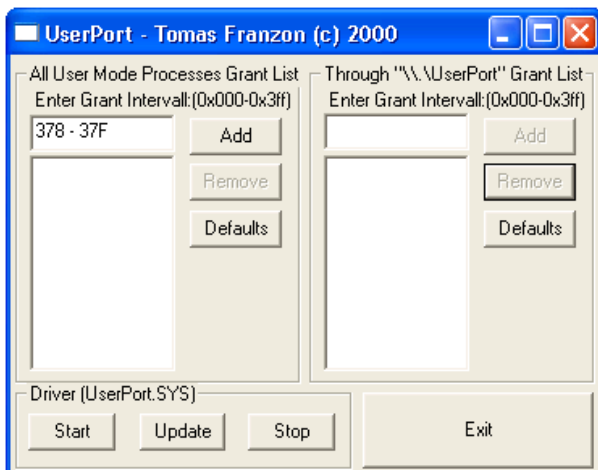 UserPort - Tomas Franzon (c) 2000
All User Mode Processes Grant List
Enter Grant Intervall:(0x000-0x3ff)
378 - 37F
Add
Remove
Defaults
Through "\\.\UserPort" Grant List
Enter Grant Intervall:(0x000-0x3ff)
Add
Remove
Defaults
Driver (UserPort.SYS)
Start
Update
Stop
Exit